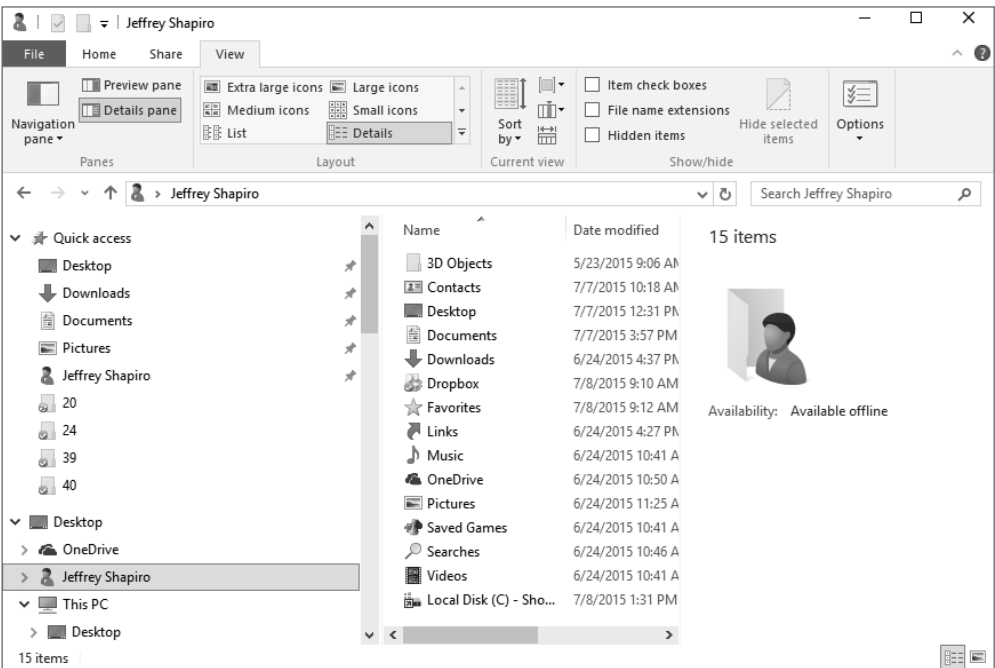 Jeffrey Shapiro
File Home Share View
Preview pane
Details pane
Navigation pane
Panes
Extra large icons Large icons
Medium icons Small icons
List Details
Layout
Sort by
Current view
Item check boxes
File name extensions
Hidden items
Hide selected items
Show/hide
Options
Jeffrey Shapiro
Search Jeffrey Shapiro
Quick access
Desktop
Downloads
Documents
Pictures
Jeffrey Shapiro
20
24
39
40
Desktop
OneDrive
Jeffrey Shapiro
This PC
Desktop
Name Date modified
3D Objects 5/23/2015 9:06 AM
Contacts 7/7/2015 10:18 AM
Desktop 7/7/2015 12:31 PM
Documents 7/7/2015 3:57 PM
Downloads 6/24/2015 4:37 PM
Dropbox 7/8/2015 9:10 AM
Favorites 7/8/2015 9:12 AM
Links 6/24/2015 4:27 PM
Music 6/24/2015 10:41 A
OneDrive 6/24/2015 10:50 A
Pictures 6/24/2015 11:25 A
Saved Games 6/24/2015 10:41 A
Searches 6/24/2015 10:46 A
Videos 6/24/2015 10:41 A
Local Disk (C) - Sho... 7/8/2015 1:31 PM
15 items
Availability: Available offline
15 items